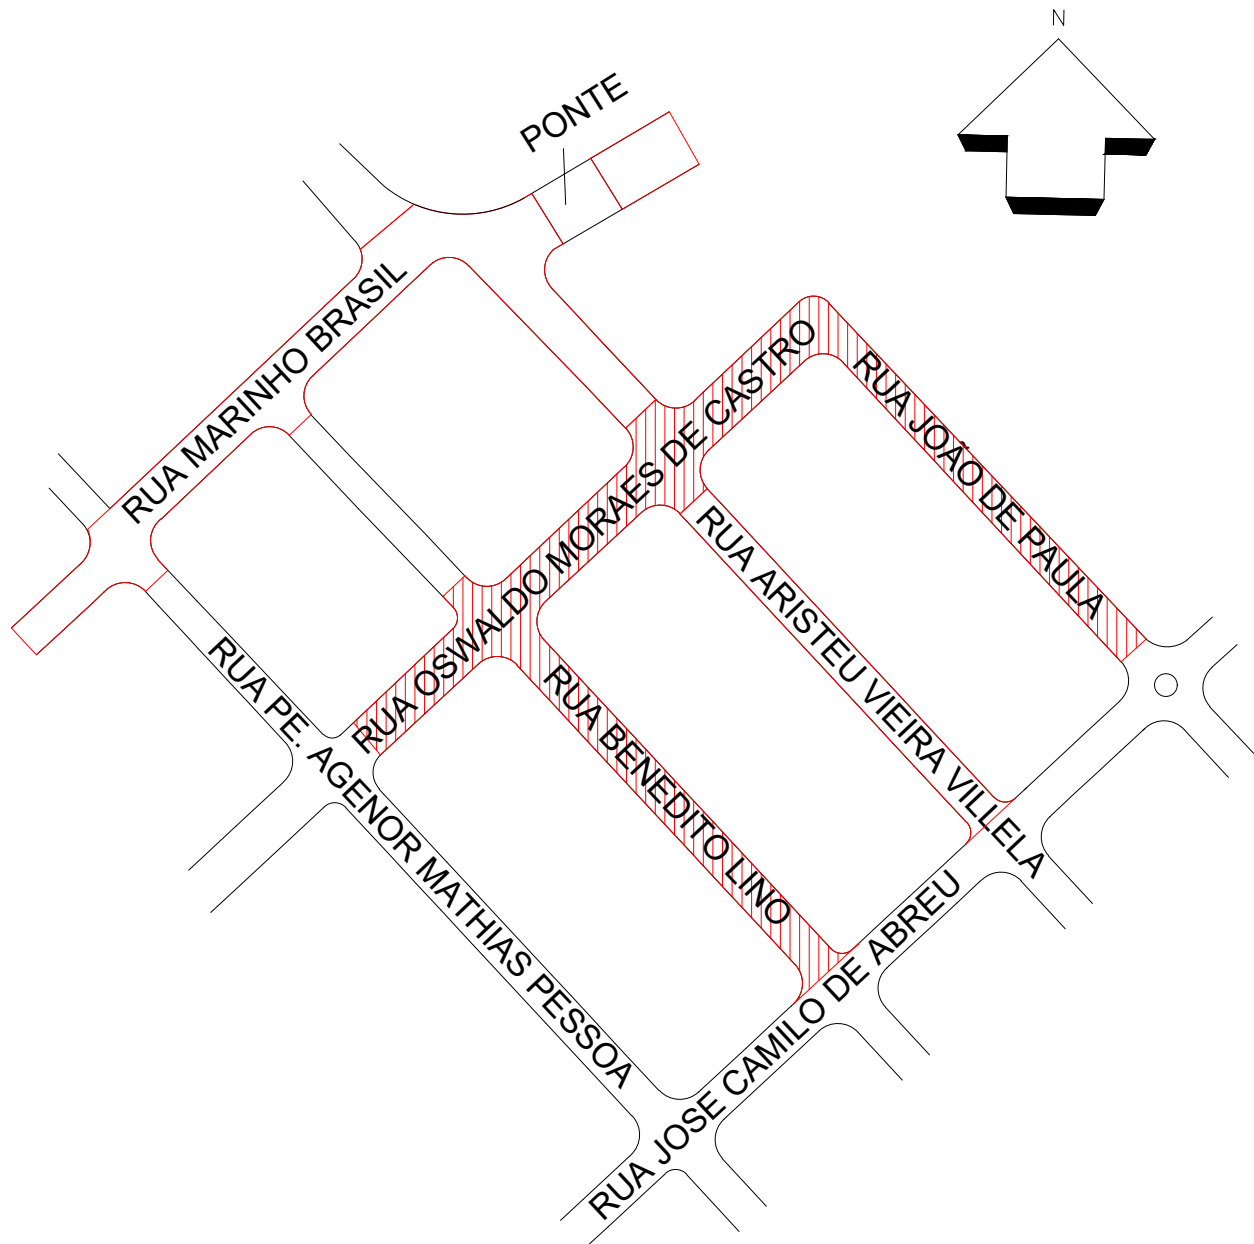 N
PONTE
RUA MARINHO BRASIL
RUA OSWALDO MORAES DE CASTRO
RUA JOÃO DE PAULA
RUA ARISTEU VIEIRA VILLELA
RUA BENEDITO LINO
RUA PE. AGENOR MATHIAS PESSOA
RUA JOSE CAMILO DE ABREU